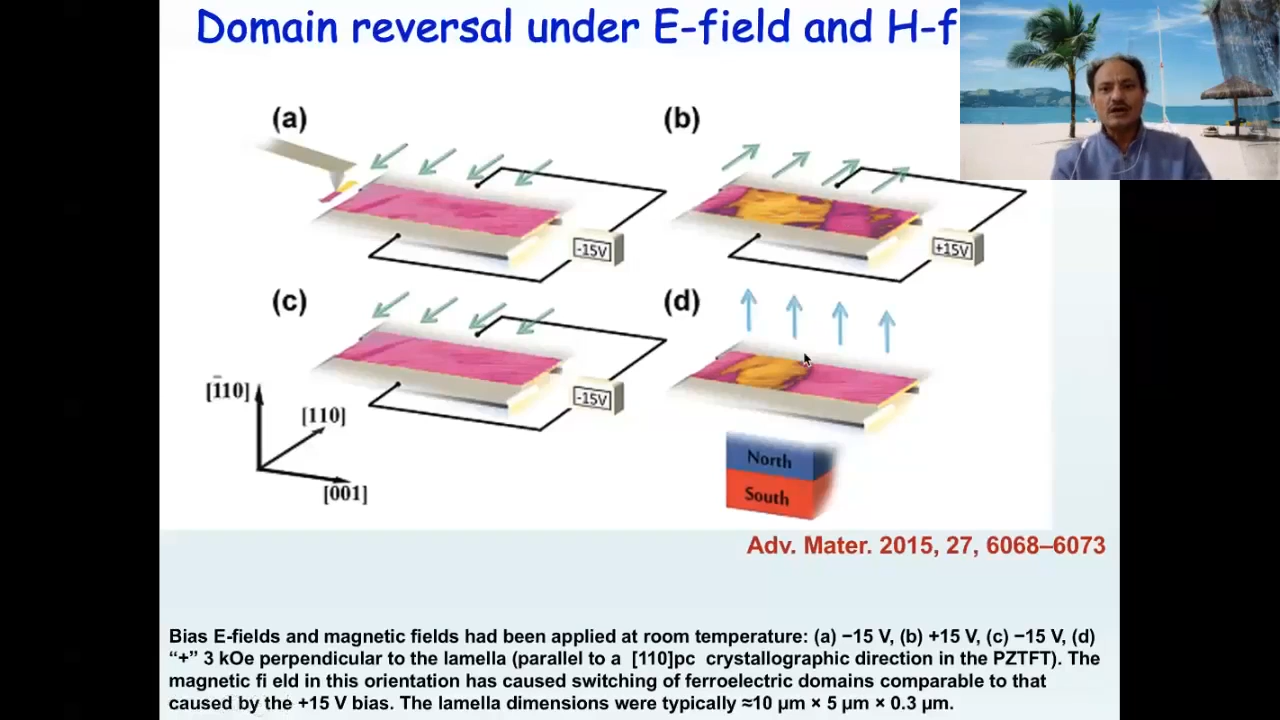 Domain reversal under E-field and H-f
(a)
(b)
-15V
+15V
(c)
(d)
-15V
[1̄10]
[110]
[001]
North
South
Adv. Mater. 2015, 27, 6068–6073
Bias E-fields and magnetic fields had been applied at room temperature: (a) −15 V, (b) +15 V, (c) −15 V, (d)
“+” 3 kOe perpendicular to the lamella (parallel to a [110]pc crystallographic direction in the PZTFT). The
magnetic fi eld in this orientation has caused switching of ferroelectric domains comparable to that
caused by the +15 V bias. The lamella dimensions were typically ≈10 μm × 5 μm × 0.3 μm.